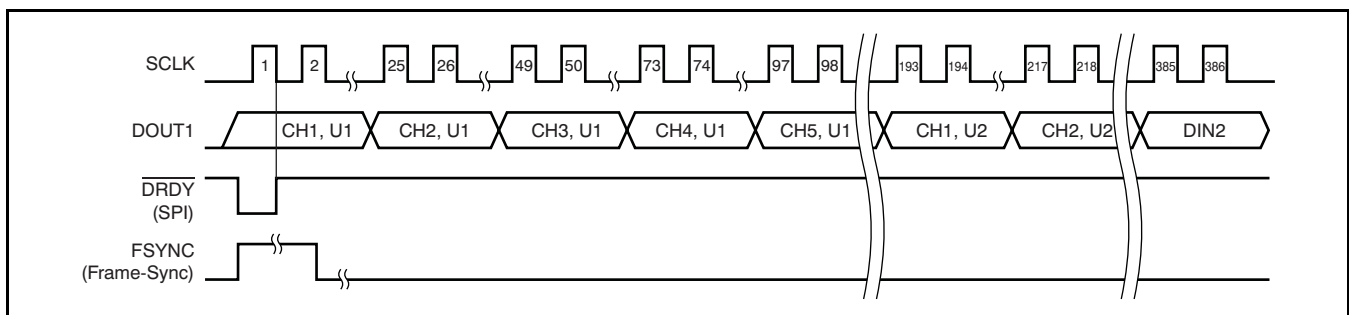 SCLK 1 2 25 26 49 50 73 74 97 98 193 194 217 218 385 386
DOUT1 CH1, U1 CH2, U1 CH3, U1 CH4, U1 CH5, U1 CH1, U2 CH2, U2 DIN2
DRDY
(SPI)
FSYNC
(Frame-Sync)